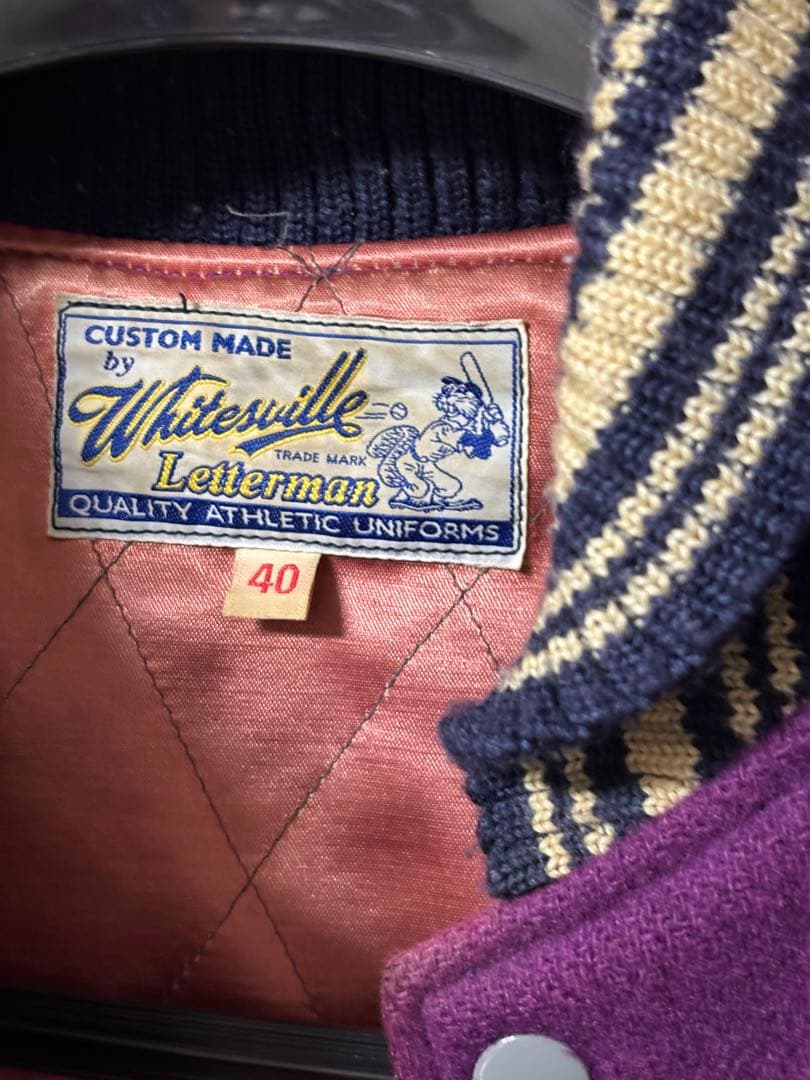 CUSTOM MADE
by
Whitesville
TRADE MARK
Letterman
QUALITY ATHLETIC UNIFORMS
40